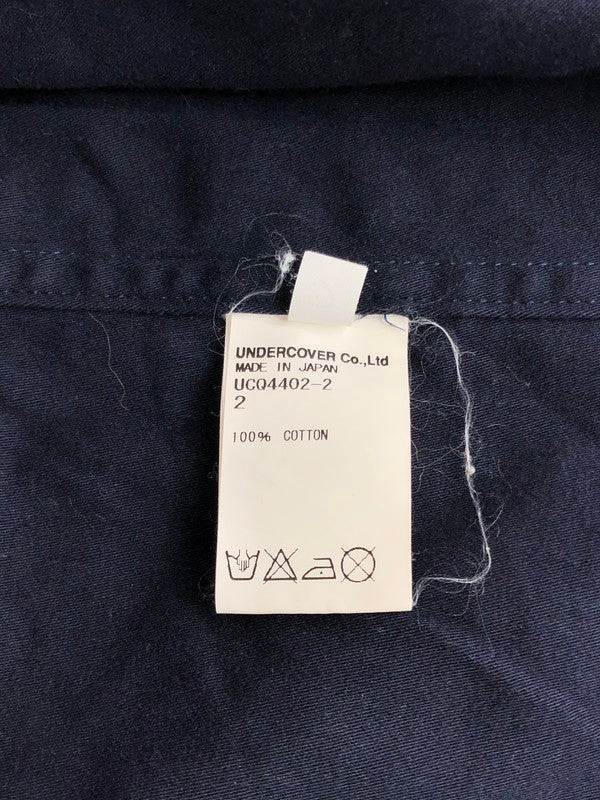 UNDERCOVER Co.,Ltd
MADE IN JAPAN
UCQ4402-2
2
100% COTTON